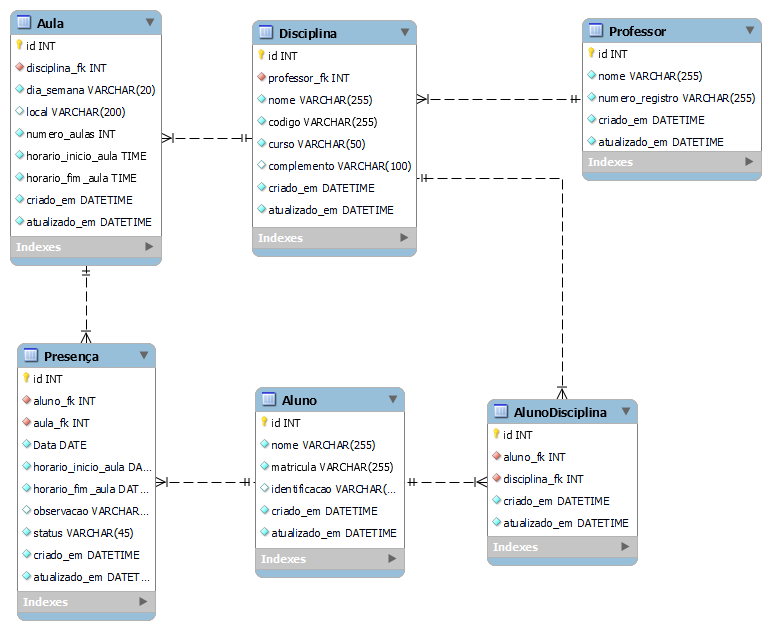 Aula
id INT
disciplina_fk INT
dia_semana VARCHAR(20)
local VARCHAR(200)
numero_aulas INT
horario_inicio_aula TIME
horario_fim_aula TIME
criado_em DATETIME
atualizado_em DATETIME
Indexes
Disciplina
id INT
professor_fk INT
nome VARCHAR(255)
codigo VARCHAR(255)
curso VARCHAR(50)
complemento VARCHAR(100)
criado_em DATETIME
atualizado_em DATETIME
Indexes
Professor
id INT
nome VARCHAR(255)
numero_registro VARCHAR(255)
criado_em DATETIME
atualizado_em DATETIME
Indexes
Presença
id INT
aluno_fk INT
aula_fk INT
Data DATE
horario_inicio_aula DA...
horario_fim_aula DAT...
observacao VARCHAR...
status VARCHAR(45)
criado_em DATETIME
atualizado_em DATET...
Indexes
Aluno
id INT
nome VARCHAR(255)
matricula VARCHAR(255)
identificacao VARCHAR(...
criado_em DATETIME
atualizado_em DATETIME
Indexes
AlunoDisciplina
id INT
aluno_fk INT
disciplina_fk INT
criado_em DATETIME
atualizado_em DATETIME
Indexes